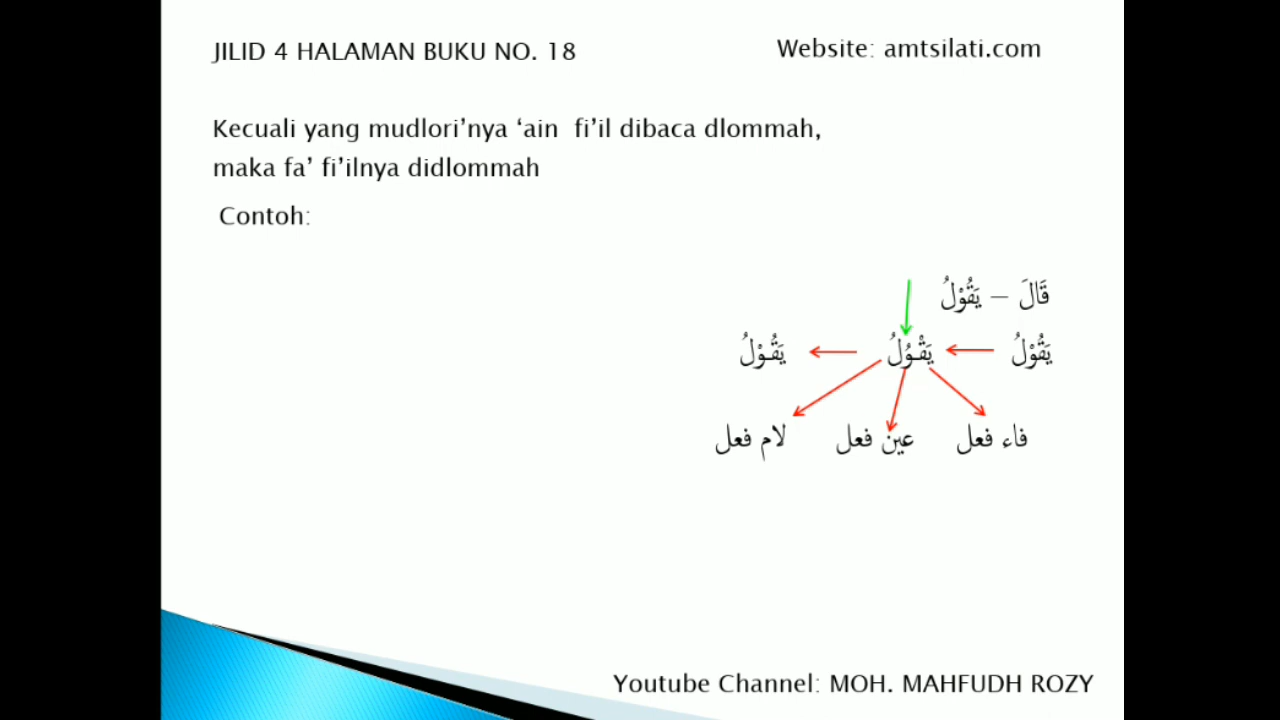 JILID 4 HALAMAN BUKU NO. 18
Website: amtsilati.com
Kecuali yang mudlori’nya ‘ain fi’il dibaca dlommah,
maka fa’ fi’ilnya didlommah
Contoh:
قَالَ – يَقُوْلُ
يَقُوْلُ يَقْـوُلُ يَقُـوْلُ
فاء فعل عين فعل لام فعل
Youtube Channel: MOH. MAHFUDH ROZY